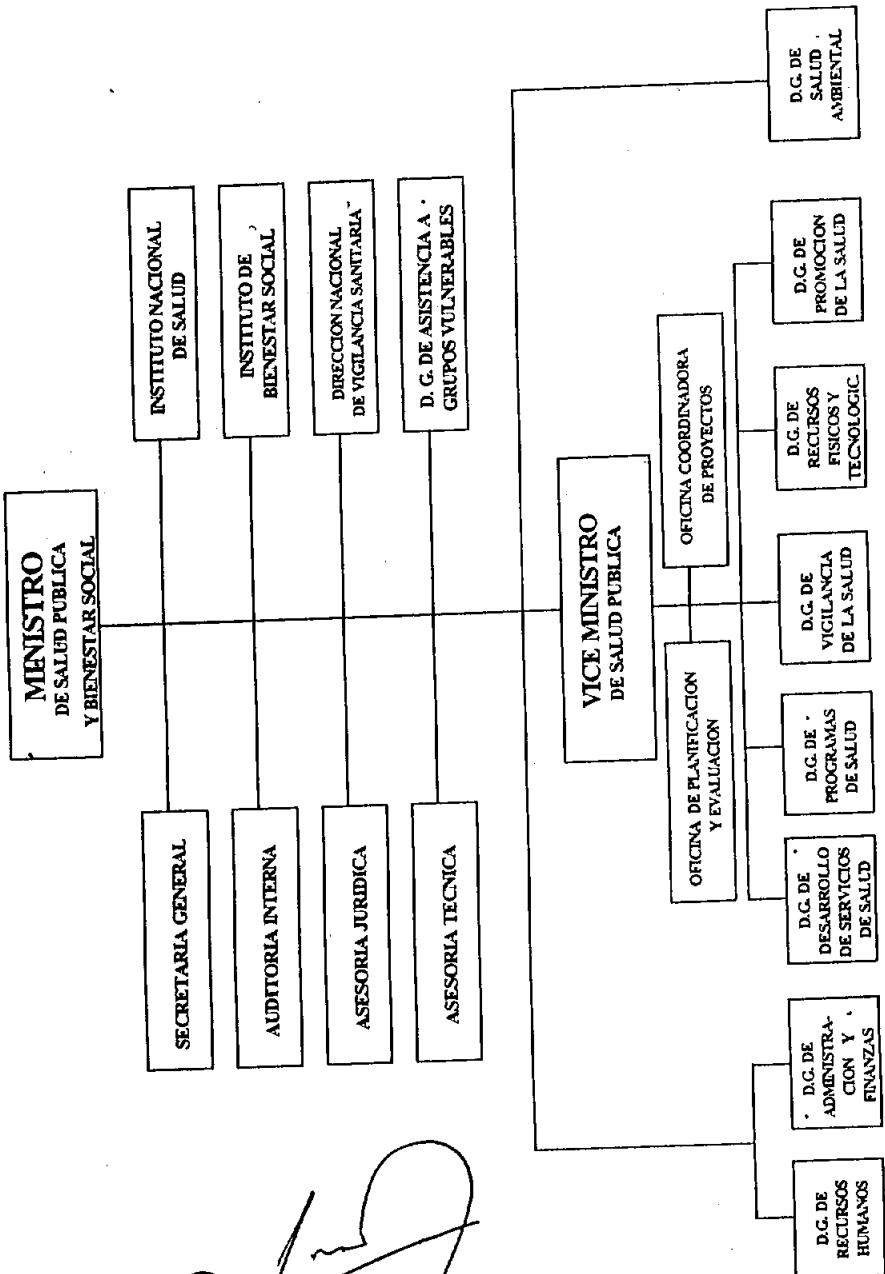 MINISTRO
DE SALUD PUBLICA
Y BIENESTAR SOCIAL
SECRETARIA GENERAL
INSTITUTO NACIONAL
DE SALUD
AUDITORIA INTERNA
INSTITUTO DE
BIENESTAR SOCIAL
ASESORIA JURIDICA
DIRECCION NACIONAL
DE VIGILANCIA SANITARIA
ASESORIA TECNICA
D. G. DE ASISTENCIA A
GRUPOS VULNERABLES
VICE MINISTRO
DE SALUD PUBLICA
OFICINA DE PLANIFICACION
Y EVALUACION
OFICINA COORDINADORA
DE PROYECTOS
D.G. DE
RECURSOS
HUMANOS
D.G. DE
ADMINISTRA-
CION Y
FINANZAS
D.G. DE
DESARROLLO
DE SERVICIOS
DE SALUD
D.G. DE
PROGRAMAS
DE SALUD
D.G. DE
VIGILANCIA
DE LA SALUD
D.G. DE
RECURSOS
FISICOS Y
TECNOLOGIC.
D.G. DE
PROMOCION
DE LA SALUD
D.G. DE
SALUD
AMBIENTAL